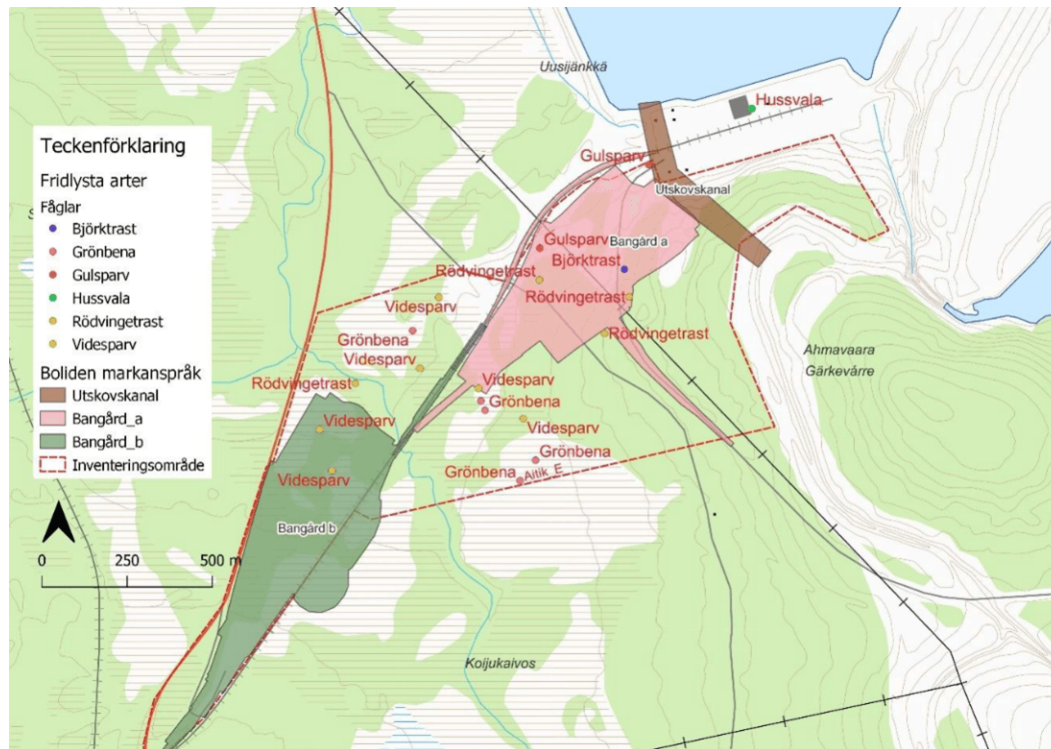 Uusijänkkä
Hussvala
Teckenförklaring
Fridlysta arter
Fåglar
Björktrast
Grönbena
Gulsparv
Hussvala
Rödvingetrast
Videsparv
Boliden markanspråk
Utskovskanal
Bangård_a
Bangård_b
Inventeringsområde
0 250 500 m
Gulsparv
Utskovskanal
Gulsparv
Bangård a
Björktrast
Rödvingetrast
Rödvingetrast
Videsparv
Rödvingetrast
Grönbena
Videsparv
Ahmavaara
Gärkevárre
Rödvingetrast
Videsparv
Grönbena
Videsparv
Videsparv
Grönbena
Grönbena
Aitik_E
Videsparv
Bangård b
Koijukaivos